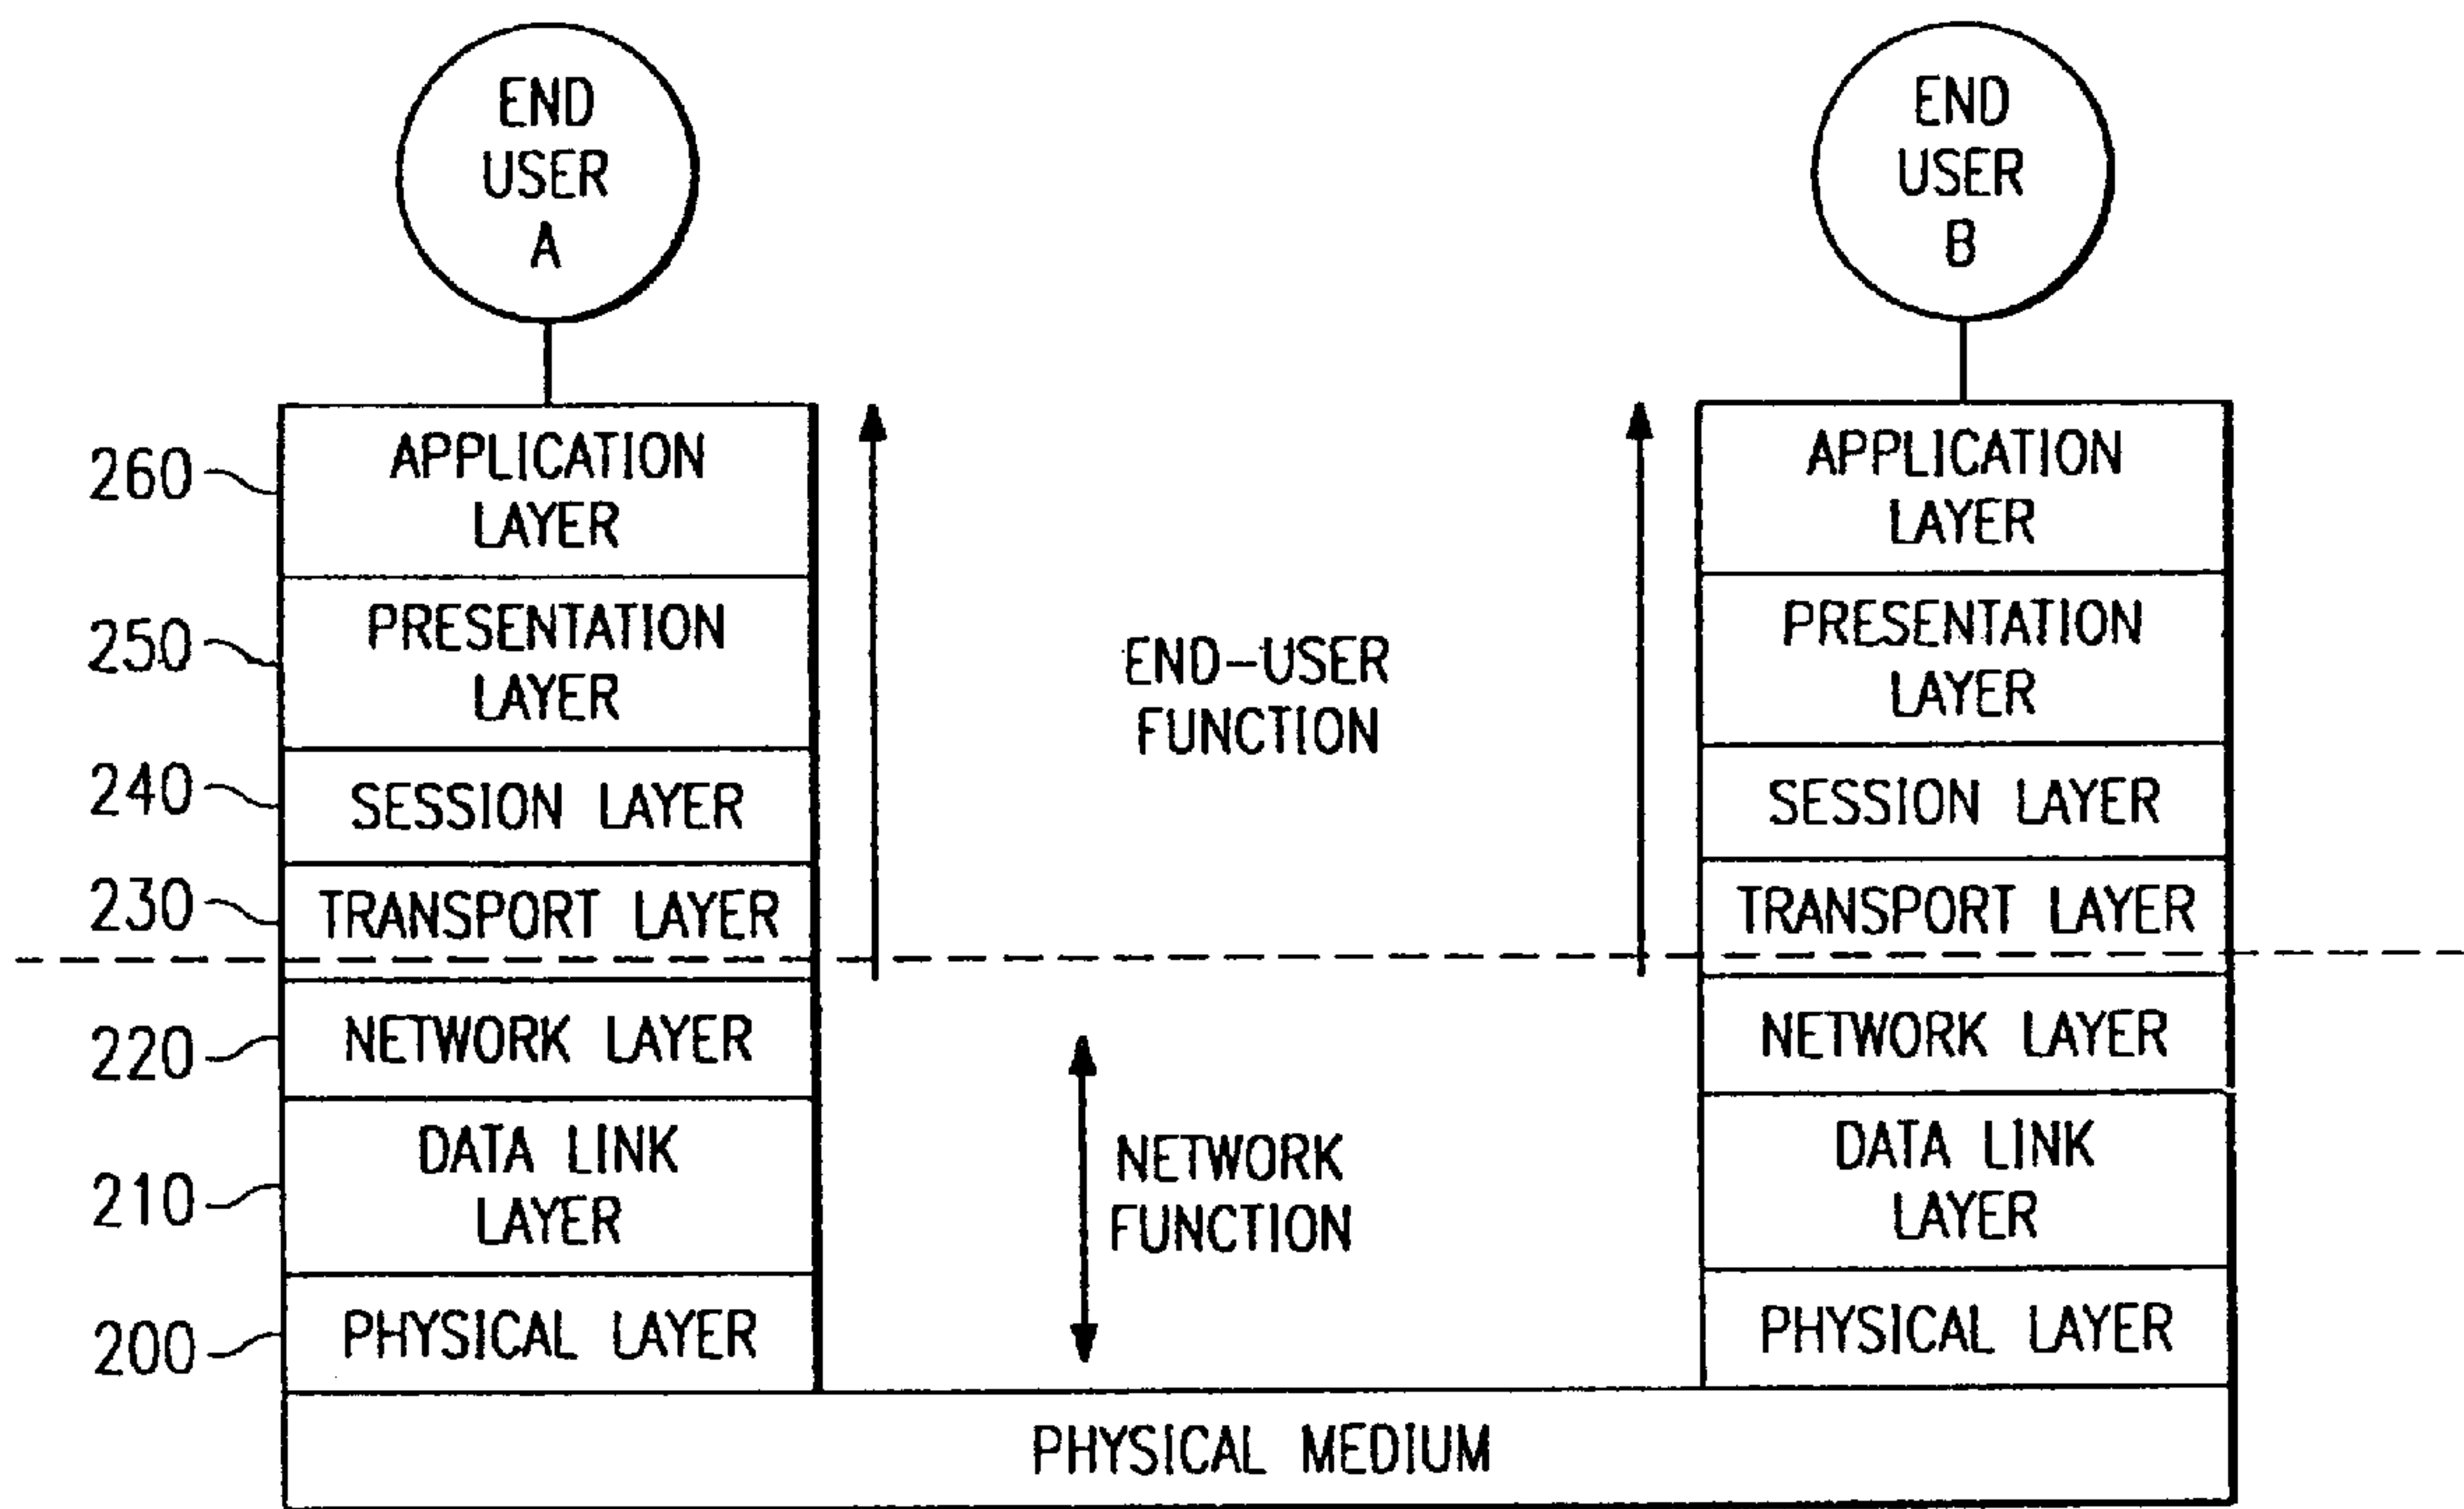 END
USER
A
END
USER
B
260
APPLICATION
LAYER
250
PRESENTATION
LAYER
240
SESSION LAYER
230
TRANSPORT LAYER
220
NETWORK LAYER
210
DATA LINK
LAYER
200
PHYSICAL LAYER
END-USER
FUNCTION
NETWORK
FUNCTION
APPLICATION
LAYER
PRESENTATION
LAYER
SESSION LAYER
TRANSPORT LAYER
NETWORK LAYER
DATA LINK
LAYER
PHYSICAL LAYER
PHYSICAL MEDIUM